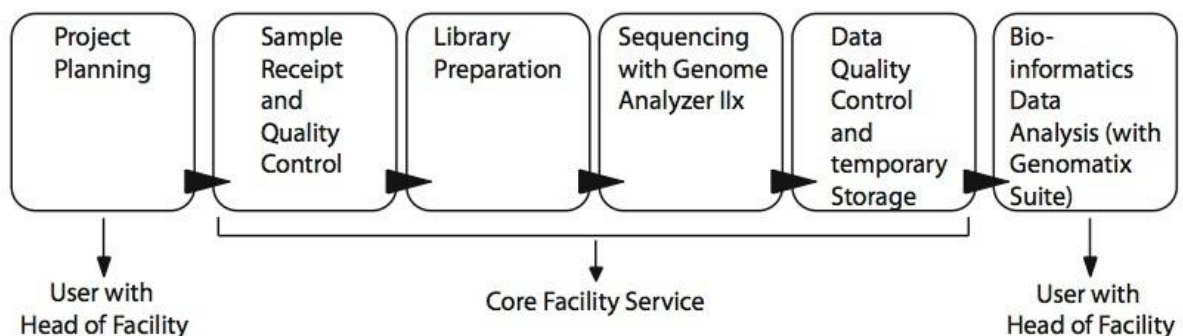 Project
Planning
Sample
Receipt
and
Quality
Control
Library
Preparation
Sequencing
with Genome
Analyzer IIx
Data
Quality
Control
and
temporary
Storage
Bio-
informatics
Data
Analysis (with
Genomatix
Suite)
User with
Head of Facility
Core Facility Service
User with
Head of Facility